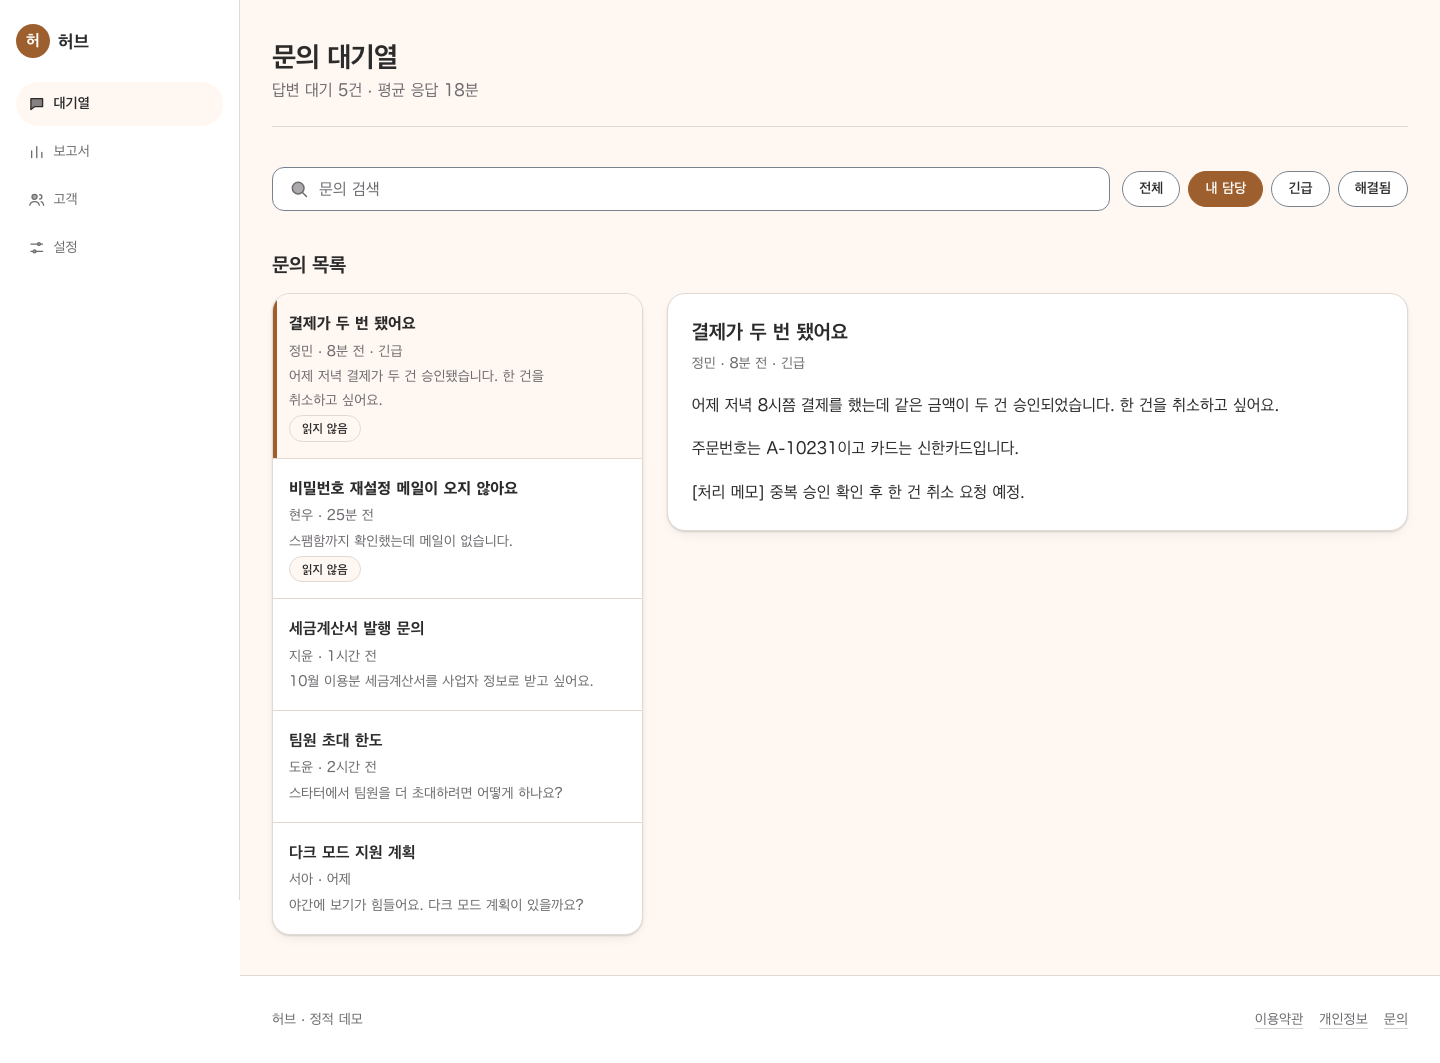 허 허브
대기열
보고서
고객
설정
문의 대기열
답변 대기 5건 · 평균 응답 18분
문의 검색
전체
내 담당
긴급
해결됨
문의 목록
결제가 두 번 됐어요
정민 · 8분 전 · 긴급
어제 저녁 결제가 두 건 승인됐습니다. 한 건을
취소하고 싶어요.
읽지 않음
비밀번호 재설정 메일이 오지 않아요
현우 · 25분 전
스팸함까지 확인했는데 메일이 없습니다.
읽지 않음
세금계산서 발행 문의
지윤 · 1시간 전
10월 이용분 세금계산서를 사업자 정보로 받고 싶어요.
팀원 초대 한도
도윤 · 2시간 전
스타터에서 팀원을 더 초대하려면 어떻게 하나요?
다크 모드 지원 계획
서아 · 어제
야간에 보기가 힘들어요. 다크 모드 계획이 있을까요?
결제가 두 번 됐어요
정민 · 8분 전 · 긴급
어제 저녁 8시쯤 결제를 했는데 같은 금액이 두 건 승인되었습니다. 한 건을 취소하고 싶어요.
주문번호는 A-10231이고 카드는 신한카드입니다.
[처리 메모] 중복 승인 확인 후 한 건 취소 요청 예정.
허브 · 정적 데모
이용약관
개인정보
문의